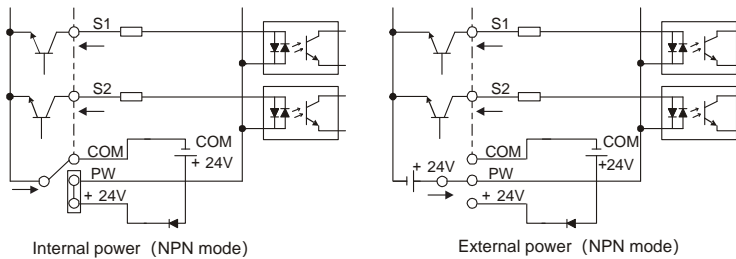 S1
S2
COM
COM
+ 24V
PW
+ 24V
Internal power (NPN mode)
S1
S2
COM
COM
+24V
+ 24V
PW
+ 24V
External power (NPN mode)